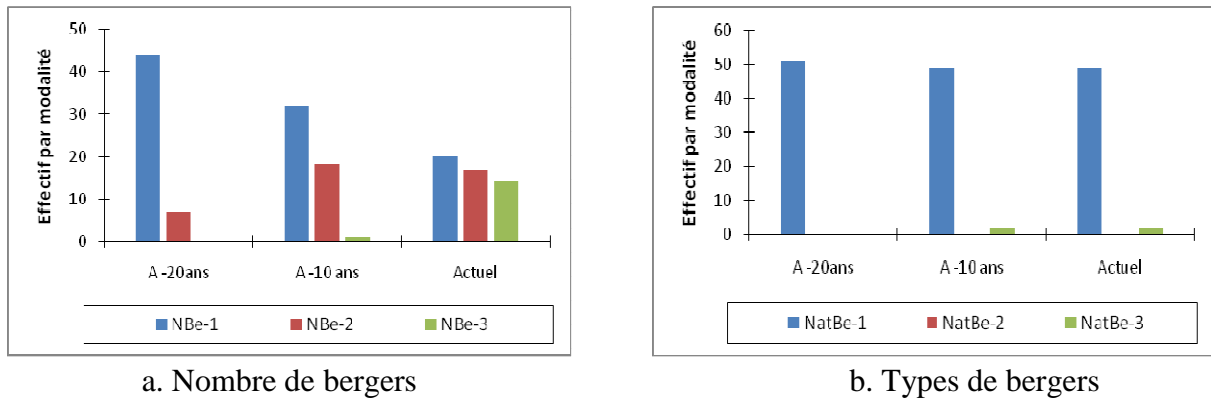 Effectif par modalité
50
40
30
20
10
0
A -20ans
A -10 ans
Actuel
NBe-1
NBe-2
NBe-3
a. Nombre de bergers
Effectif par modalité
60
50
40
30
20
10
0
A -20ans
A -10 ans
Actuel
NatBe-1
NatBe-2
NatBe-3
b. Types de bergers